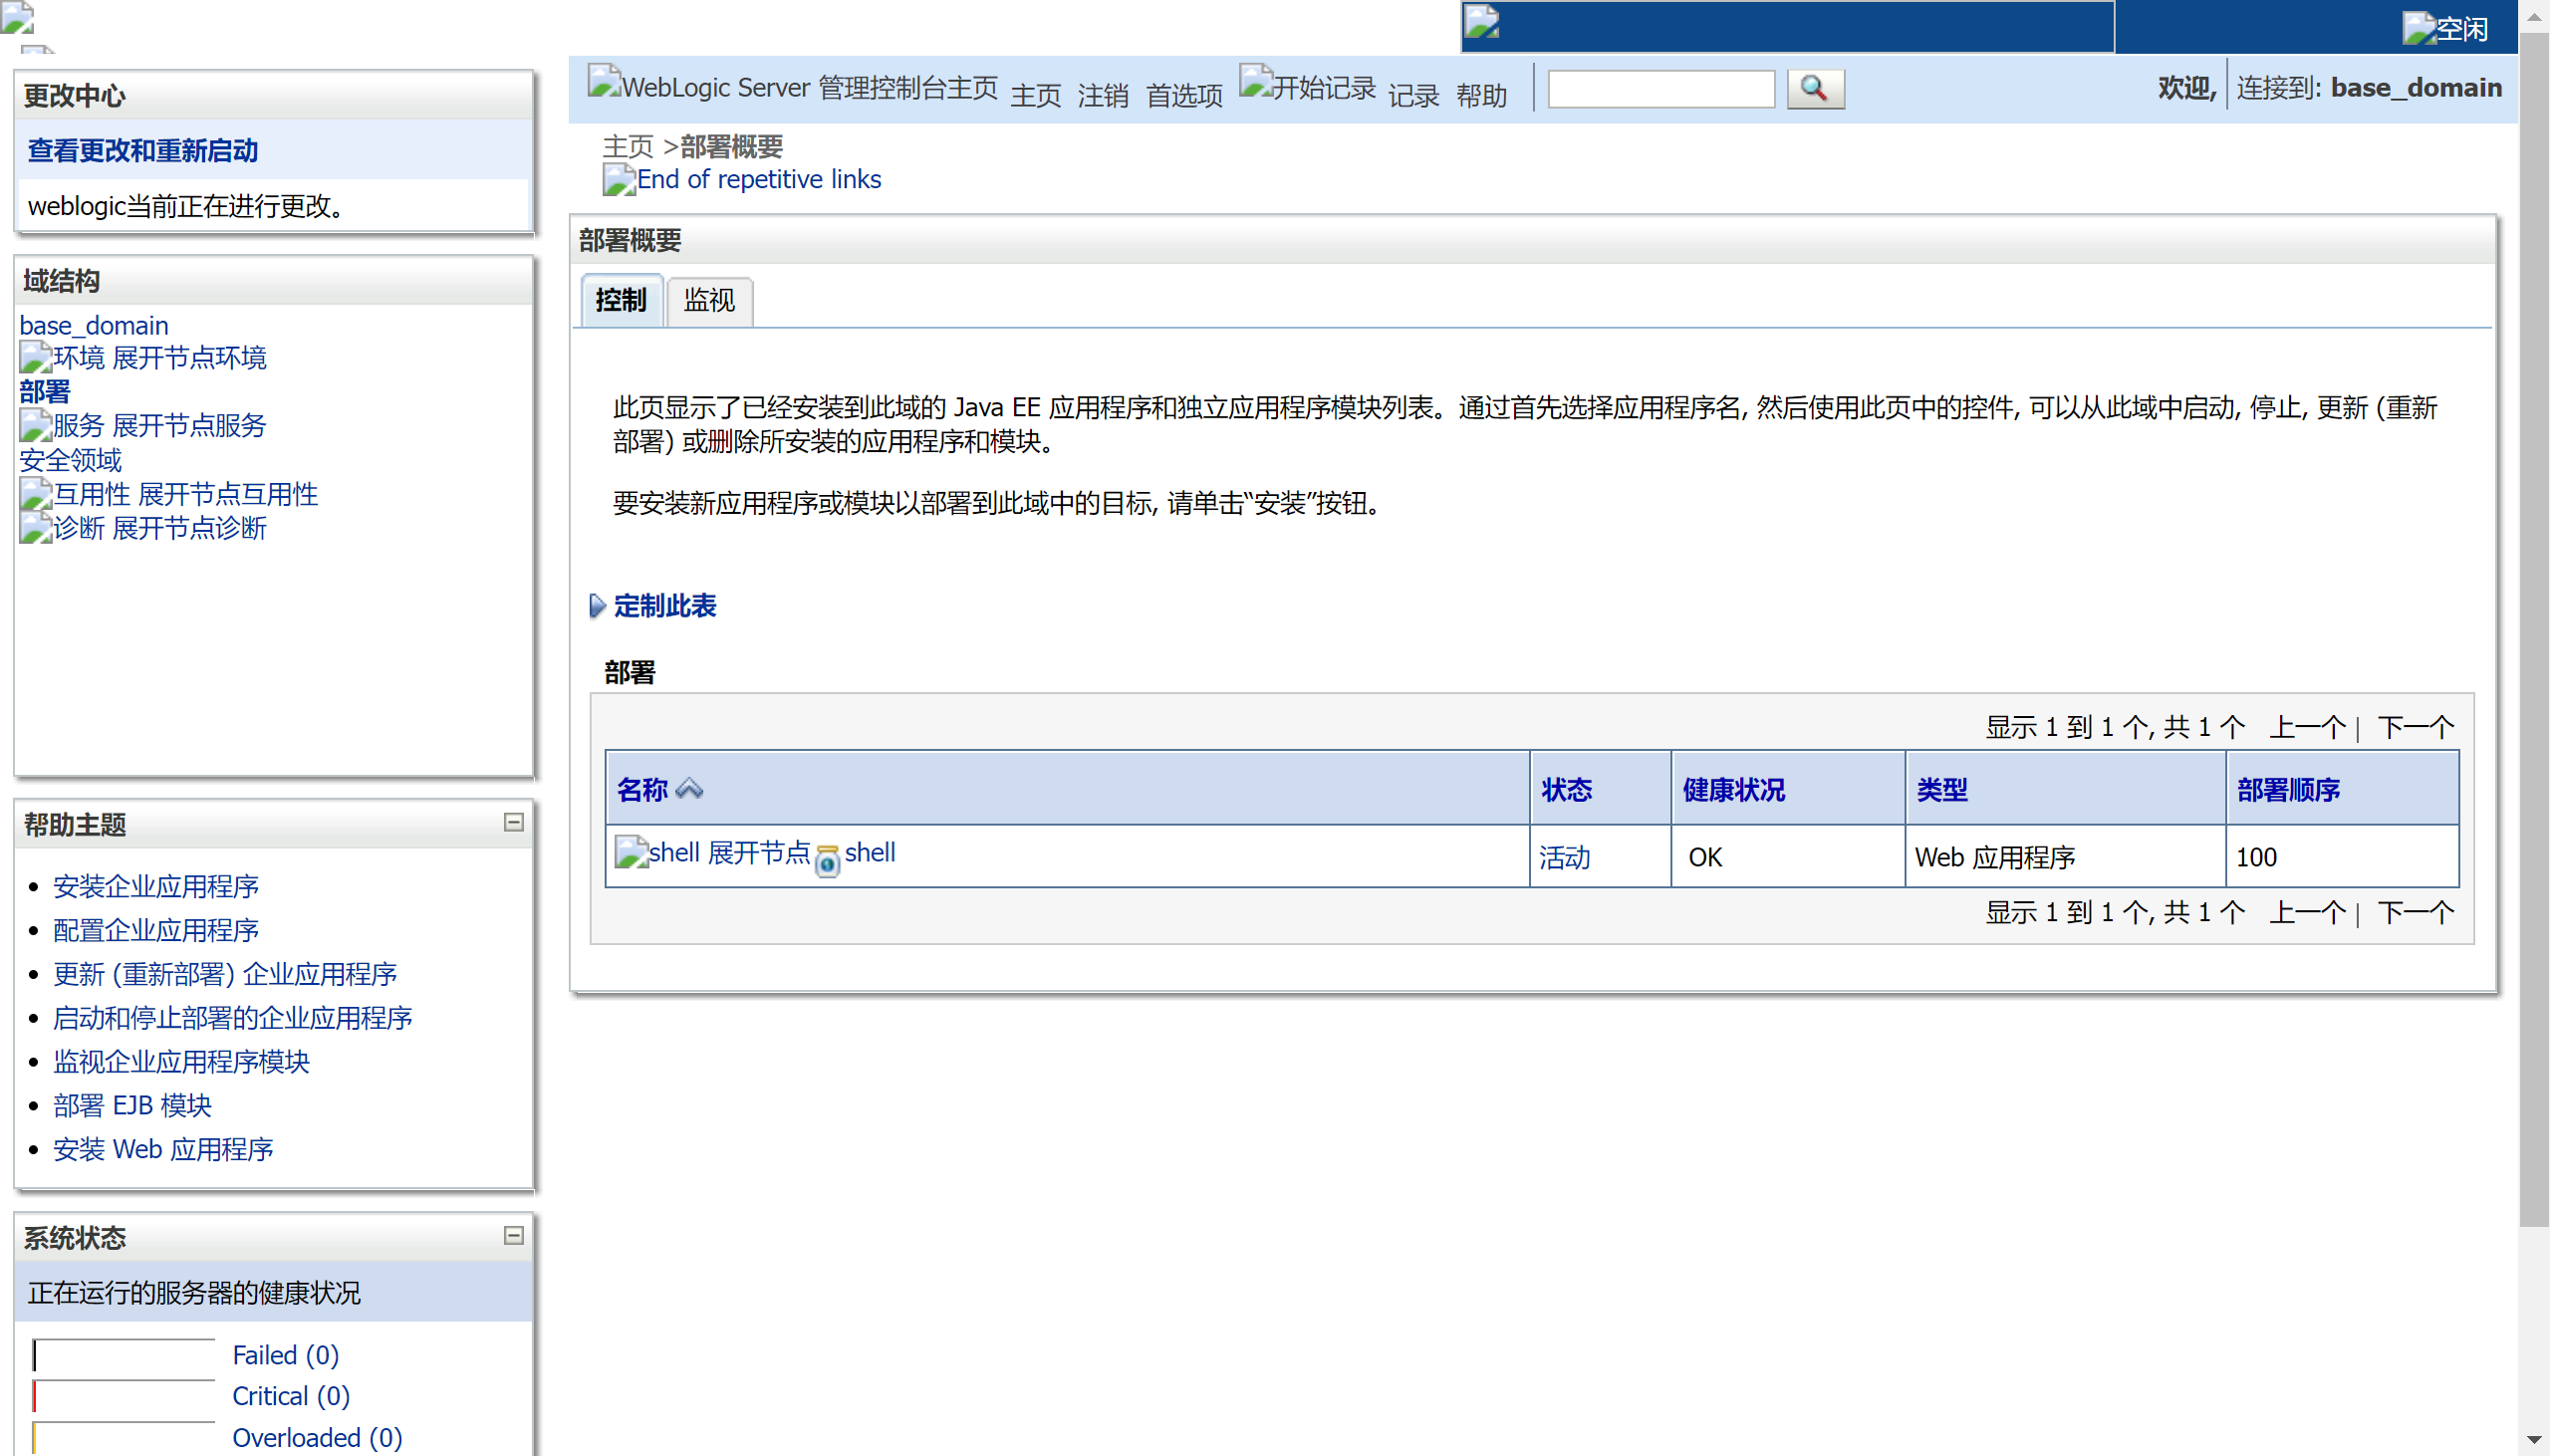 空闲
更改中心
查看更改和重新启动
weblogic当前正在进行更改。
域结构
base_domain
环境 展开节点环境
部署
服务 展开节点服务
安全领域
互用性 展开节点互用性
诊断 展开节点诊断
帮助主题
安装企业应用程序
配置企业应用程序
更新 (重新部署) 企业应用程序
启动和停止部署的企业应用程序
监视企业应用程序模块
部署 EJB 模块
安装 Web 应用程序
系统状态
正在运行的服务器的健康状况
Failed (0)
Critical (0)
Overloaded (0)
WebLogic Server 管理控制台主页 主页 注销 首选项 开始记录 记录 帮助
欢迎, 连接到: base_domain
主页 >部署概要
End of repetitive links
部署概要
控制 监视
此页显示了已经安装到此域的 Java EE 应用程序和独立应用程序模块列表。通过首先选择应用程序名, 然后使用此页中的控件, 可以从此域中启动, 停止, 更新 (重新
部署) 或删除所安装的应用程序和模块。
要安装新应用程序或模块以部署到此域中的目标, 请单击“安装”按钮。
定制此表
部署
显示 1 到 1 个, 共 1 个 上一个 | 下一个
名称 状态 健康状况 类型 部署顺序
shell 展开节点 shell 活动 OK Web 应用程序 100
显示 1 到 1 个, 共 1 个 上一个 | 下一个